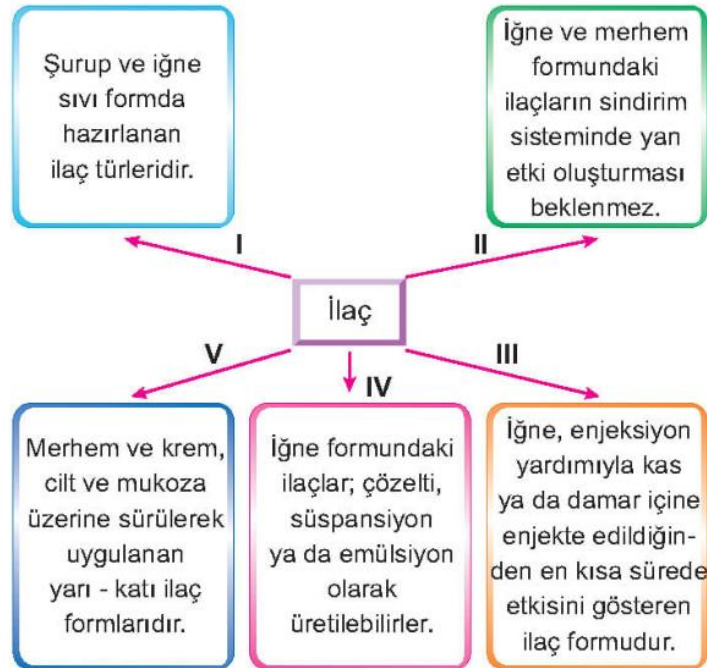 Şurup ve iğne
sıvı formda
hazırlanan
ilaç türleridir.
İğne ve merhem
formundaki
ilaçların sindirim
sisteminde yan
etki oluşturması
beklenmez.
I
II
İlaç
V
III
IV
Merhem ve krem,
cilt ve mukoza
üzerine sürülerek
uygulanan
yarı - katı ilaç
formlarıdır.
İğne formundaki
ilaçlar; çözelti,
süspansiyon
ya da emülsiyon
olarak
üretilebilirler.
İğne, enjeksiyon
yardımıyla kas
ya da damar içine
enjekte edildiğin-
den en kısa sürede
etkisini gösteren
ilaç formudur.